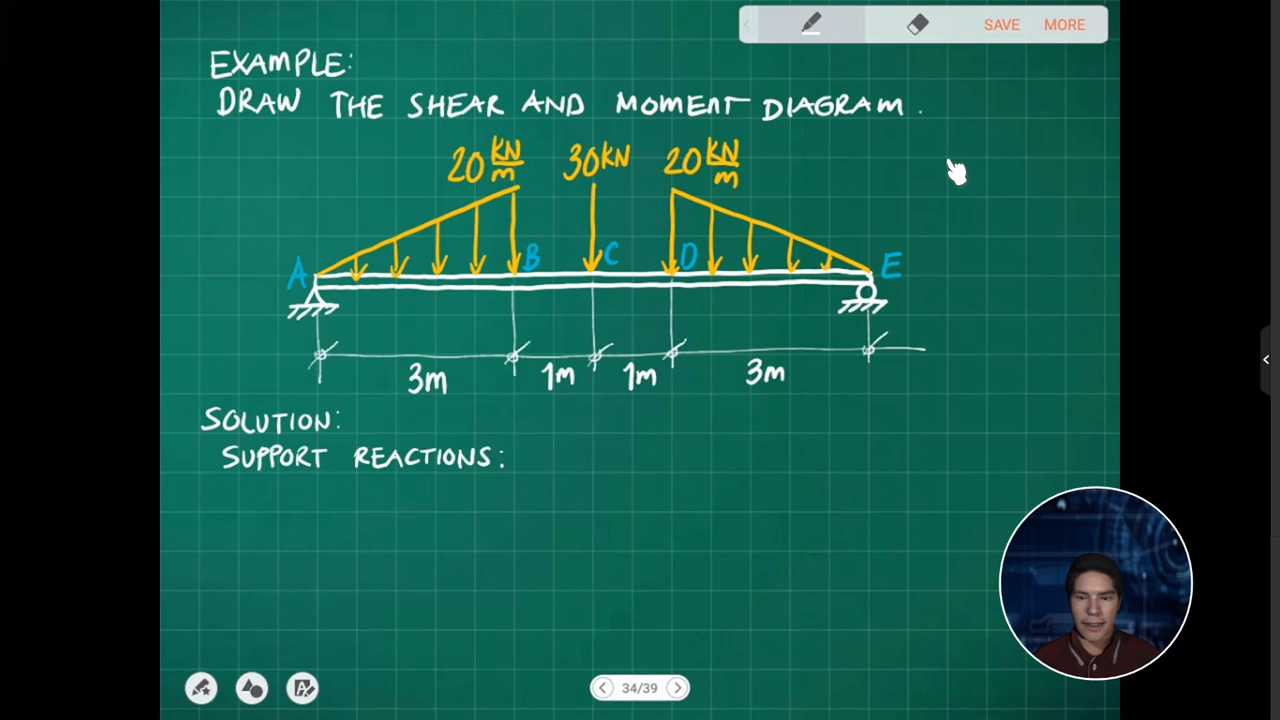 SAVE MORE
EXAMPLE:
DRAW THE SHEAR AND MOMENT DIAGRAM.
20 KN/m 30KN 20 KN/m
A B C D E
3m 1m 1m 3m
SOLUTION:
SUPPORT REACTIONS:
34/39